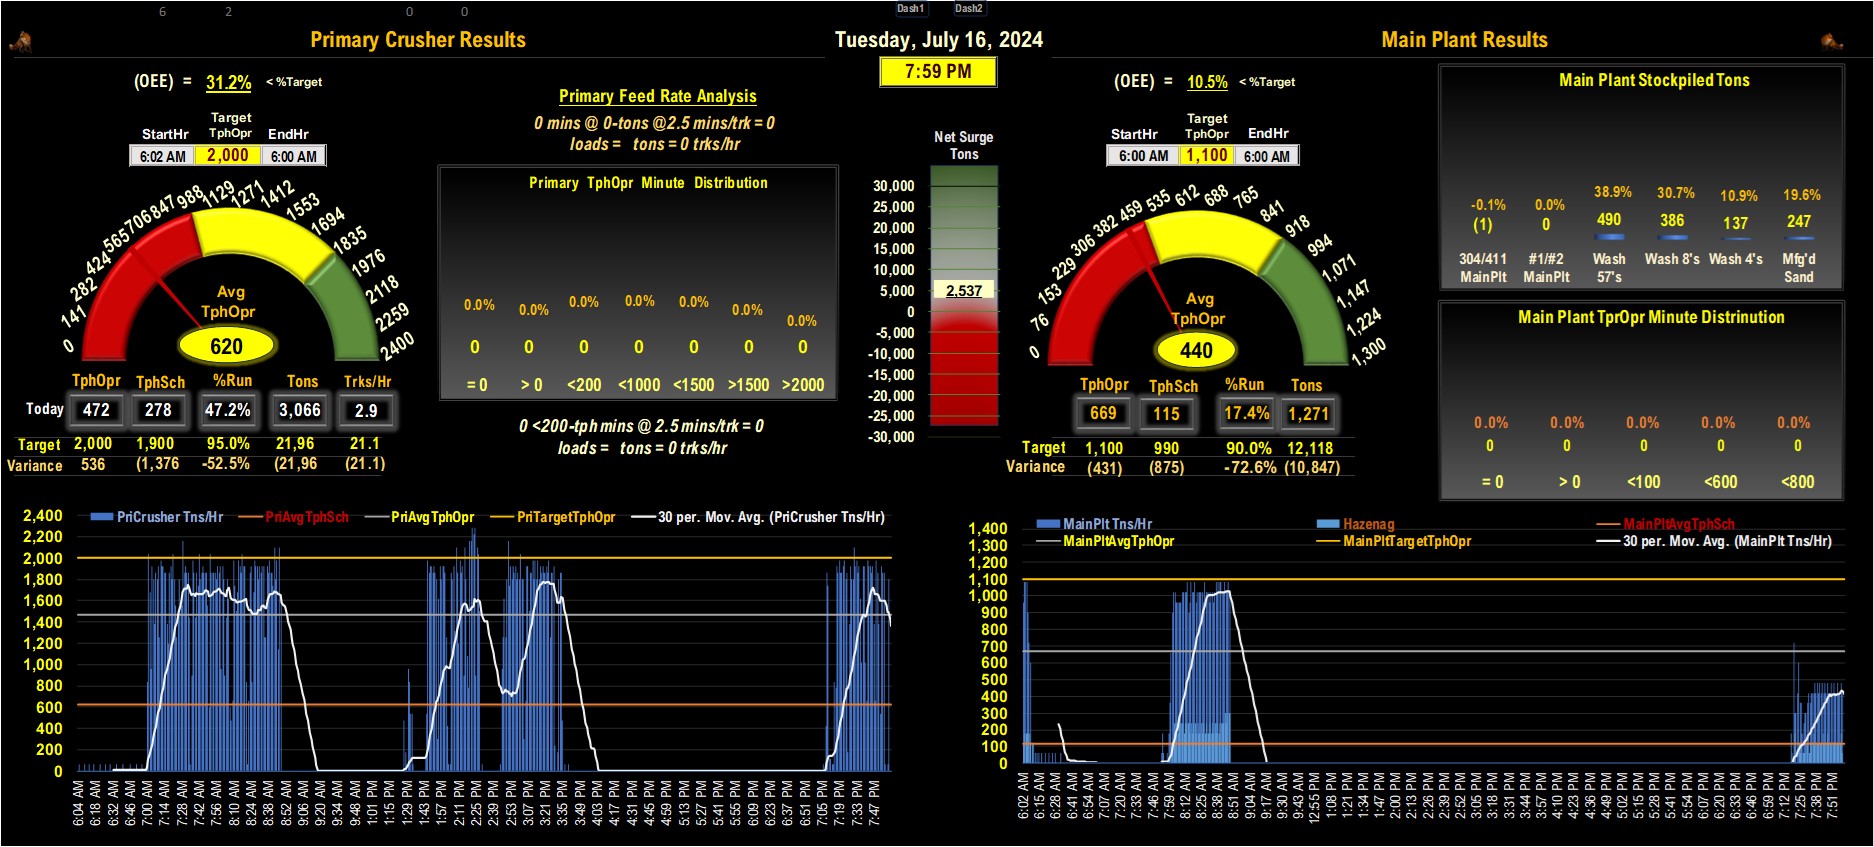 6 2 0 0 Dash1 Dash2
Primary Crusher Results
Tuesday, July 16, 2024
Main Plant Results
7:59 PM
(OEE) = 31.2% < %Target
StartHr Target TphOpr EndHr
6:02 AM 2,000 6:00 AM
0 141 282 424 565 706 847 988 1129 1271 1412 1553 1694 1835 1976 2118 2259 2400
Avg
TphOpr
620
TphOpr TphSch %Run Tons Trks/Hr
Today 472 278 47.2% 3,066 2.9
Target 2,000 1,900 95.0% 21,96 21.1
Variance 536 (1,376 -52.5% (21,96 (21.1)
Primary Feed Rate Analysis
0 mins @ 0-tons @2.5 mins/trk = 0
loads = tons = 0 trks/hr
Primary TphOpr Minute Distribution
0.0% 0.0% 0.0% 0.0% 0.0% 0.0% 0.0%
0 0 0 0 0 0 0
= 0 > 0 <200 <1000 <1500 >1500 >2000
0 <200-tph mins @ 2.5 mins/trk = 0
loads = tons = 0 trks/hr
Net Surge
Tons
30,000
25,000
20,000
15,000
10,000
5,000
2,537
0
-5,000
-10,000
-15,000
-20,000
-25,000
-30,000
(OEE) = 10.5% < %Target
StartHr Target TphOpr EndHr
6:00 AM 1,100 6:00 AM
0 76 153 229 306 382 459 535 612 688 765 841 918 994 1,071 1,147 1,224 1,300
Avg
TphOpr
440
TphOpr TphSch %Run Tons
669 115 17.4% 1,271
Target 1,100 990 90.0% 12,118
Variance (431) (875) -72.6% (10,847)
Main Plant Stockpiled Tons
-0.1% 0.0% 38.9% 30.7% 10.9% 19.6%
(1) 0 490 386 137 247
304/411 #1/#2 Wash Wash 8's Wash 4's Mfg'd
MainPlt MainPlt 57's Sand
Main Plant TprOpr Minute Distrinution
0.0% 0.0% 0.0% 0.0% 0.0%
0 0 0 0 0
= 0 > 0 <100 <600 <800
PriCrusher Tns/Hr PriAvgTphSch PriAvgTphOpr PriTargetTphOpr 30 per. Mov. Avg. (PriCrusher Tns/Hr)
2,400
2,200
2,000
1,800
1,600
1,400
1,200
1,000
800
600
400
200
0
6:04 AM 6:18 AM 6:32 AM 6:46 AM 7:00 AM 7:14 AM 7:28 AM 7:42 AM 7:56 AM 8:10 AM 8:24 AM 8:38 AM 8:52 AM 9:06 AM 9:20 AM 9:34 AM 9:48 AM 1:01 PM 1:15 PM 1:29 PM 1:43 PM 1:57 PM 2:11 PM 2:25 PM 2:39 PM 2:53 PM 3:07 PM 3:21 PM 3:35 PM 3:49 PM 4:03 PM 4:17 PM 4:31 PM 4:45 PM 4:59 PM 5:13 PM 5:27 PM 5:41 PM 5:55 PM 6:09 PM 6:23 PM 6:37 PM 6:51 PM 7:05 PM 7:19 PM 7:33 PM 7:47 PM
MainPlt Tns/Hr Hazenag MainPltAvgTphSch
MainPltAvgTphOpr MainPltTargetTphOpr 30 per. Mov. Avg. (MainPlt Tns/Hr)
1,400
1,300
1,200
1,100
1,000
900
800
700
600
500
400
300
200
100
0
6:02 AM 6:15 AM 6:28 AM 6:41 AM 6:54 AM 7:07 AM 7:20 AM 7:33 AM 7:46 AM 7:59 AM 8:12 AM 8:25 AM 8:38 AM 8:51 AM 9:04 AM 9:17 AM 9:30 AM 9:43 AM 12:55 PM 1:08 PM 1:21 PM 1:34 PM 1:47 PM 2:00 PM 2:13 PM 2:26 PM 2:39 PM 2:52 PM 3:05 PM 3:18 PM 3:31 PM 3:44 PM 3:57 PM 4:10 PM 4:23 PM 4:36 PM 4:49 PM 5:02 PM 5:15 PM 5:28 PM 5:41 PM 5:54 PM 6:07 PM 6:20 PM 6:33 PM 6:46 PM 6:59 PM 7:12 PM 7:25 PM 7:38 PM 7:51 PM